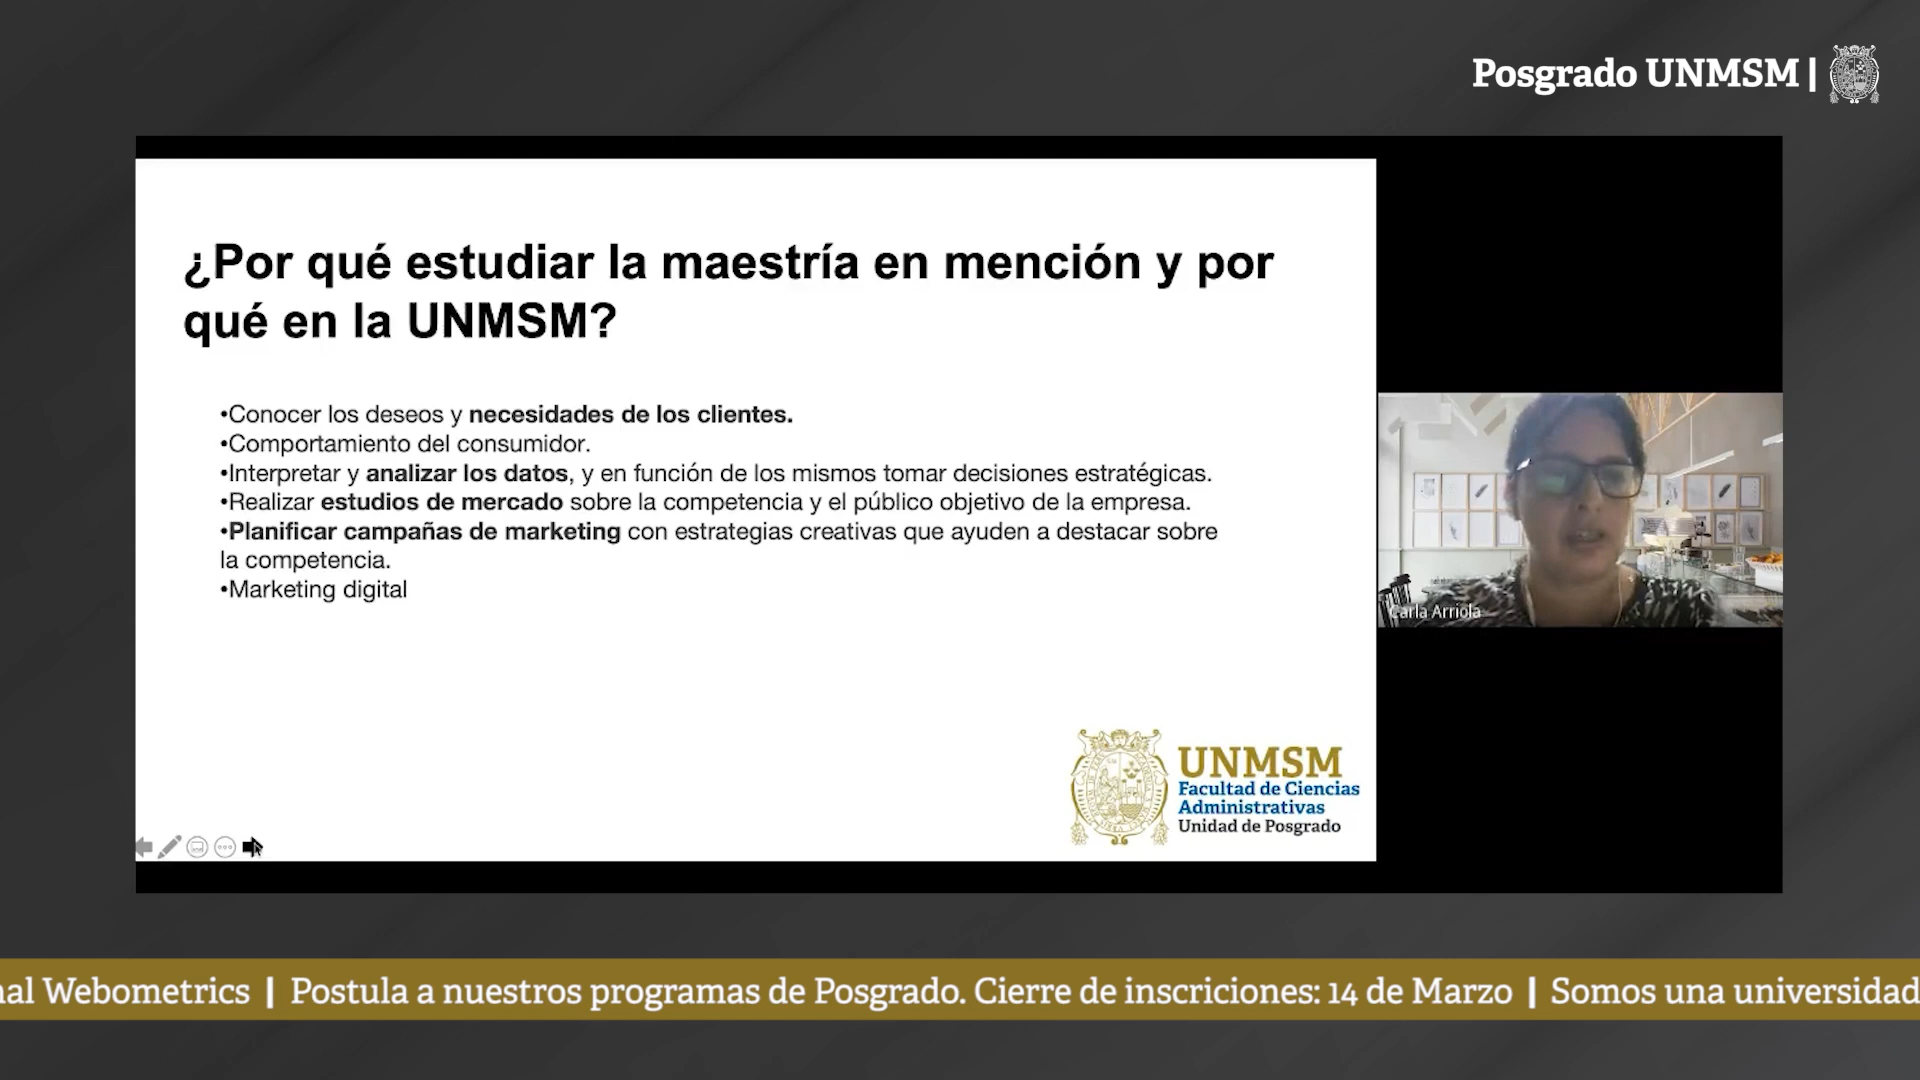 Posgrado UNMSM |
¿Por qué estudiar la maestría en mención y por
qué en la UNMSM?
•Conocer los deseos y necesidades de los clientes.
•Comportamiento del consumidor.
•Interpretar y analizar los datos, y en función de los mismos tomar decisiones estratégicas.
•Realizar estudios de mercado sobre la competencia y el público objetivo de la empresa.
•Planificar campañas de marketing con estrategias creativas que ayuden a destacar sobre
la competencia.
•Marketing digital
Carla Arriola
UNMSM
Facultad de Ciencias
Administrativas
Unidad de Posgrado
nal Webometrics | Postula a nuestros programas de Posgrado. Cierre de inscriciones: 14 de Marzo | Somos una universidad